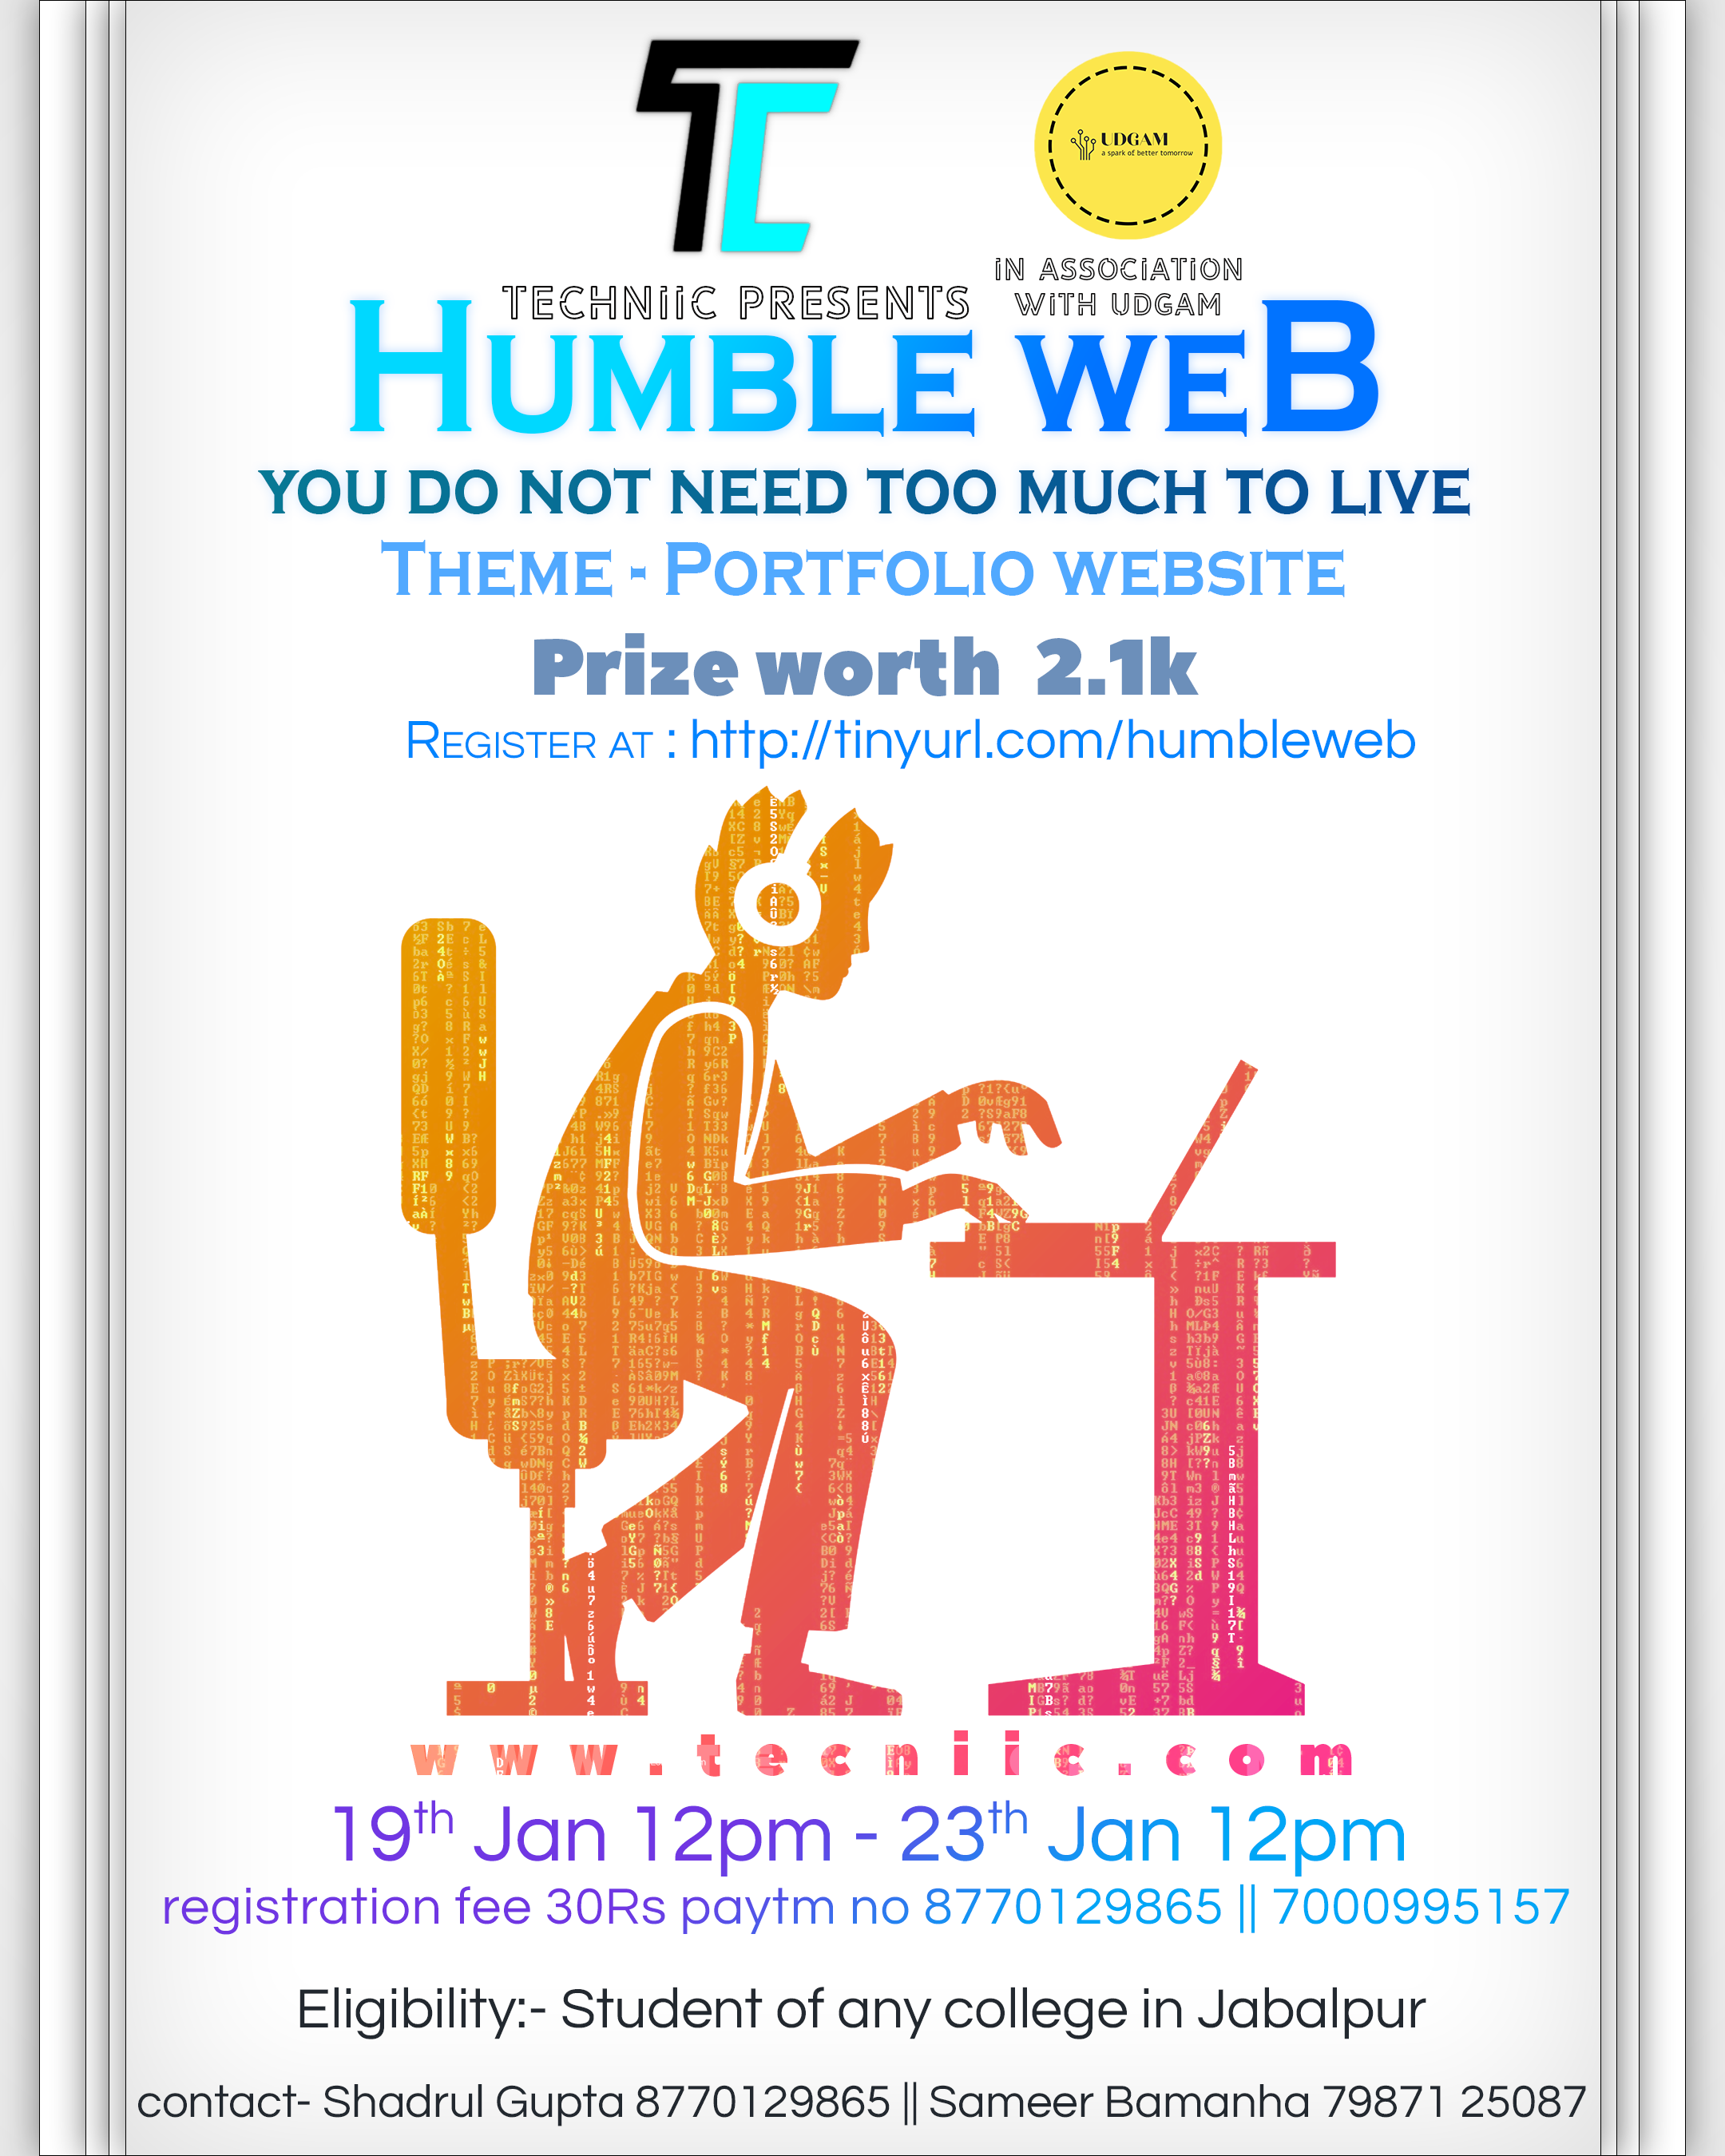 UDGAM
a spark of better tomorrow
iN ASSOCiATiON
WiTH UDGAM
TECHNiiC PRESENTS
HUMBLE WEB
YOU DO NOT NEED TOO MUCH TO LIVE
THEME - PORTFOLIO WEBSITE
Prize worth 2.1k
REGISTER AT : http://tinyurl.com/humbleweb
www.tecniic.com
19th Jan 12pm - 23th Jan 12pm
registration fee 30Rs paytm no 8770129865 || 7000995157
Eligibility:- Student of any college in Jabalpur
contact- Shadrul Gupta 8770129865 || Sameer Bamanha 79871 25087